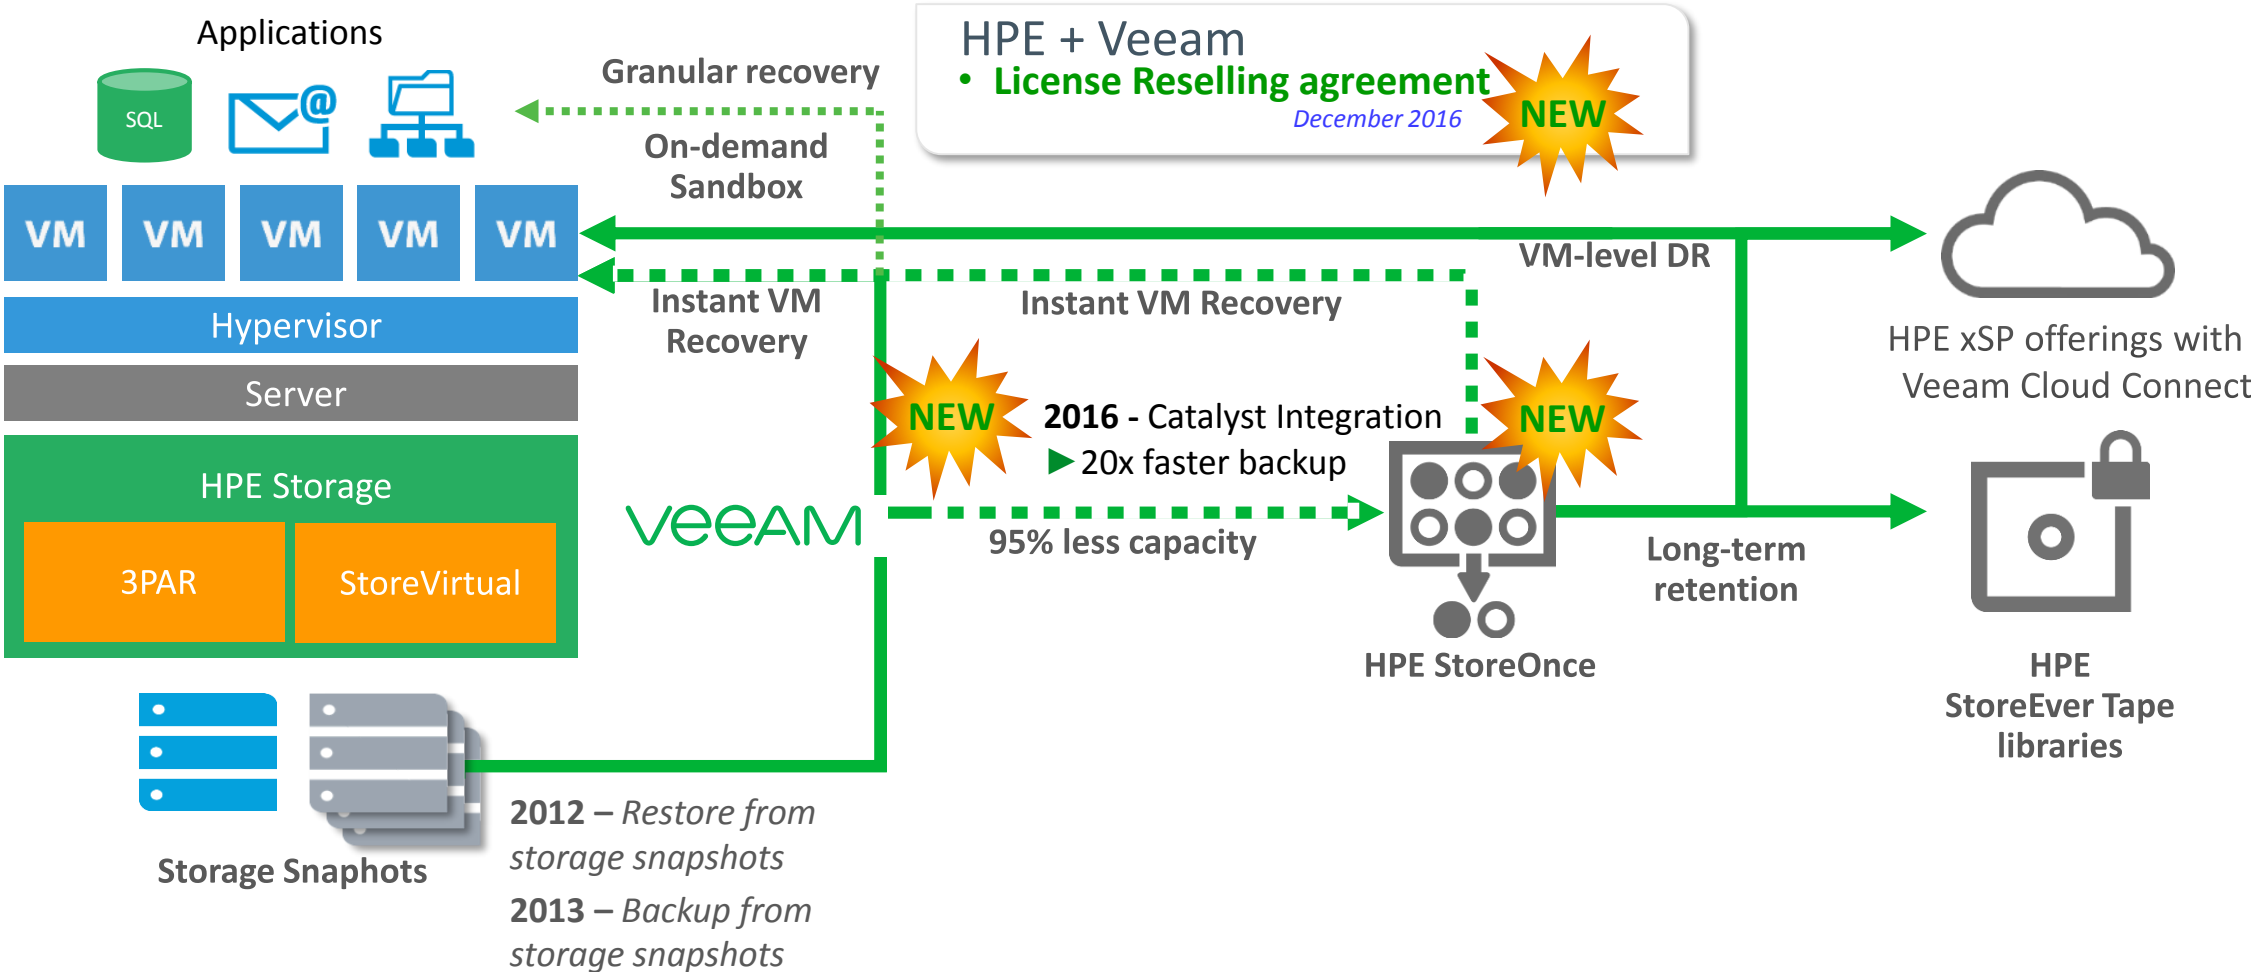 Applications
SQL
Granular recovery
On-demand
Sandbox
HPE + Veeam
• License Reselling agreement
December 2016
NEW
VM VM VM VM VM
VM-level DR
Instant VM
Recovery
Instant VM Recovery
Hypervisor
Server
HPE Storage
3PAR
StoreVirtual
NEW
2016 - Catalyst Integration
20x faster backup
NEW
veeAM
95% less capacity
HPE StoreOnce
Long-term
retention
HPE xSP offerings with
Veeam Cloud Connect
HPE
StoreEver Tape
libraries
Storage Snaphots
2012 – Restore from
storage snapshots
2013 – Backup from
storage snapshots